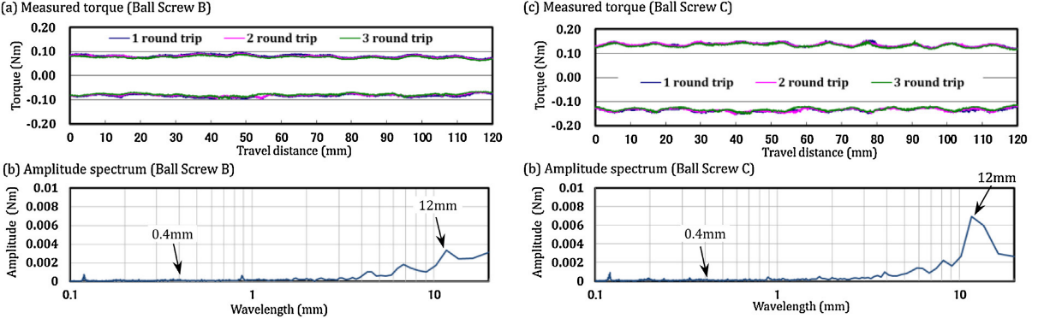 (a) Measured torque (Ball Screw B)
Torque (Nm)
0.20
0.10
0.00
-0.10
-0.20
1 round trip 2 round trip 3 round trip
0 10 20 30 40 50 60 70 80 90 100 110 120
Travel distance (mm)
(b) Amplitude spectrum (Ball Screw B)
Amplitude (Nm)
0.01
0.008
0.006
0.004
0.002
0
0.4mm
12mm
0.1 1 10
Wavelength (mm)
(c) Measured torque (Ball Screw C)
Torque (Nm)
0.20
0.10
0.00
-0.10
-0.20
1 round trip 2 round trip 3 round trip
0 10 20 30 40 50 60 70 80 90 100 110 120
Travel distance (mm)
(b) Amplitude spectrum (Ball Screw C)
Amplitude (Nm)
0.01
0.008
0.006
0.004
0.002
0
0.4mm
12mm
0.1 1 10
Wavelength (mm)